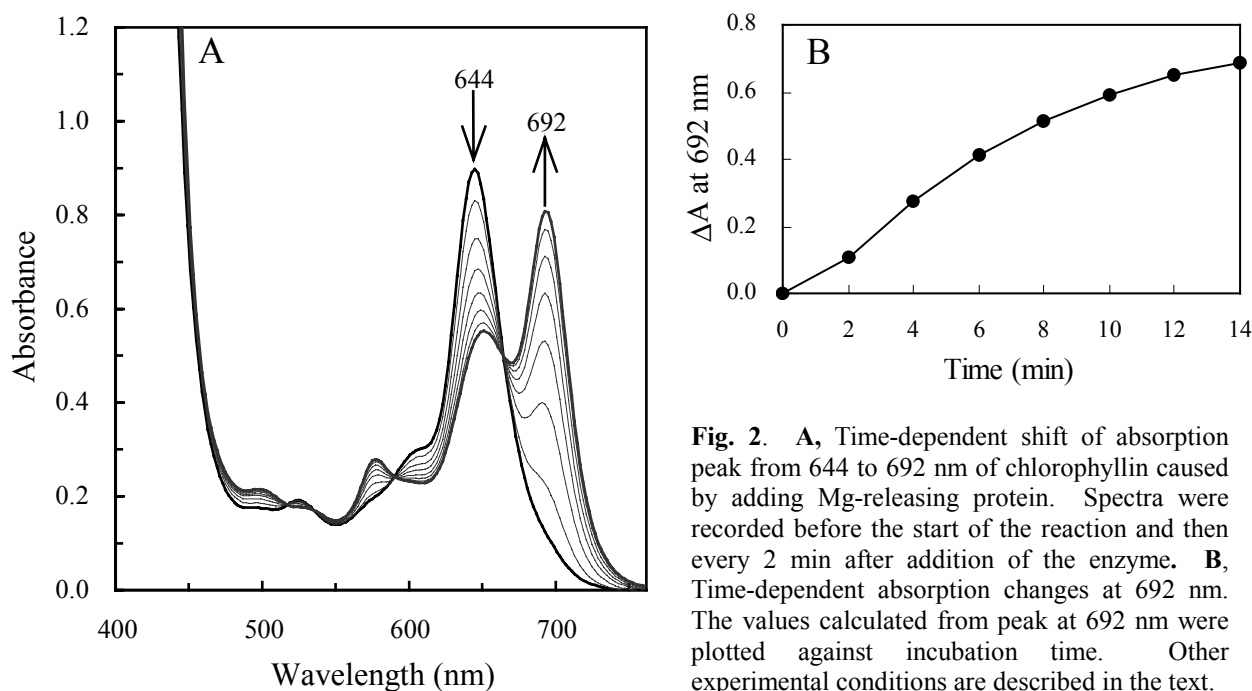 A
644
692
1.2
1.0
0.8
0.6
0.4
0.2
0.0
Absorbance
400
500
600
700
Wavelength (nm)
B
0.8
0.6
0.4
0.2
0.0
ΔA at 692 nm
0
2
4
6
8
10
12
14
Time (min)
Fig. 2. A, Time-dependent shift of absorption
peak from 644 to 692 nm of chlorophyllin caused
by adding Mg-releasing protein. Spectra were
recorded before the start of the reaction and then
every 2 min after addition of the enzyme. B,
Time-dependent absorption changes at 692 nm.
The values calculated from peak at 692 nm were
plotted against incubation time. Other
experimental conditions are described in the text.